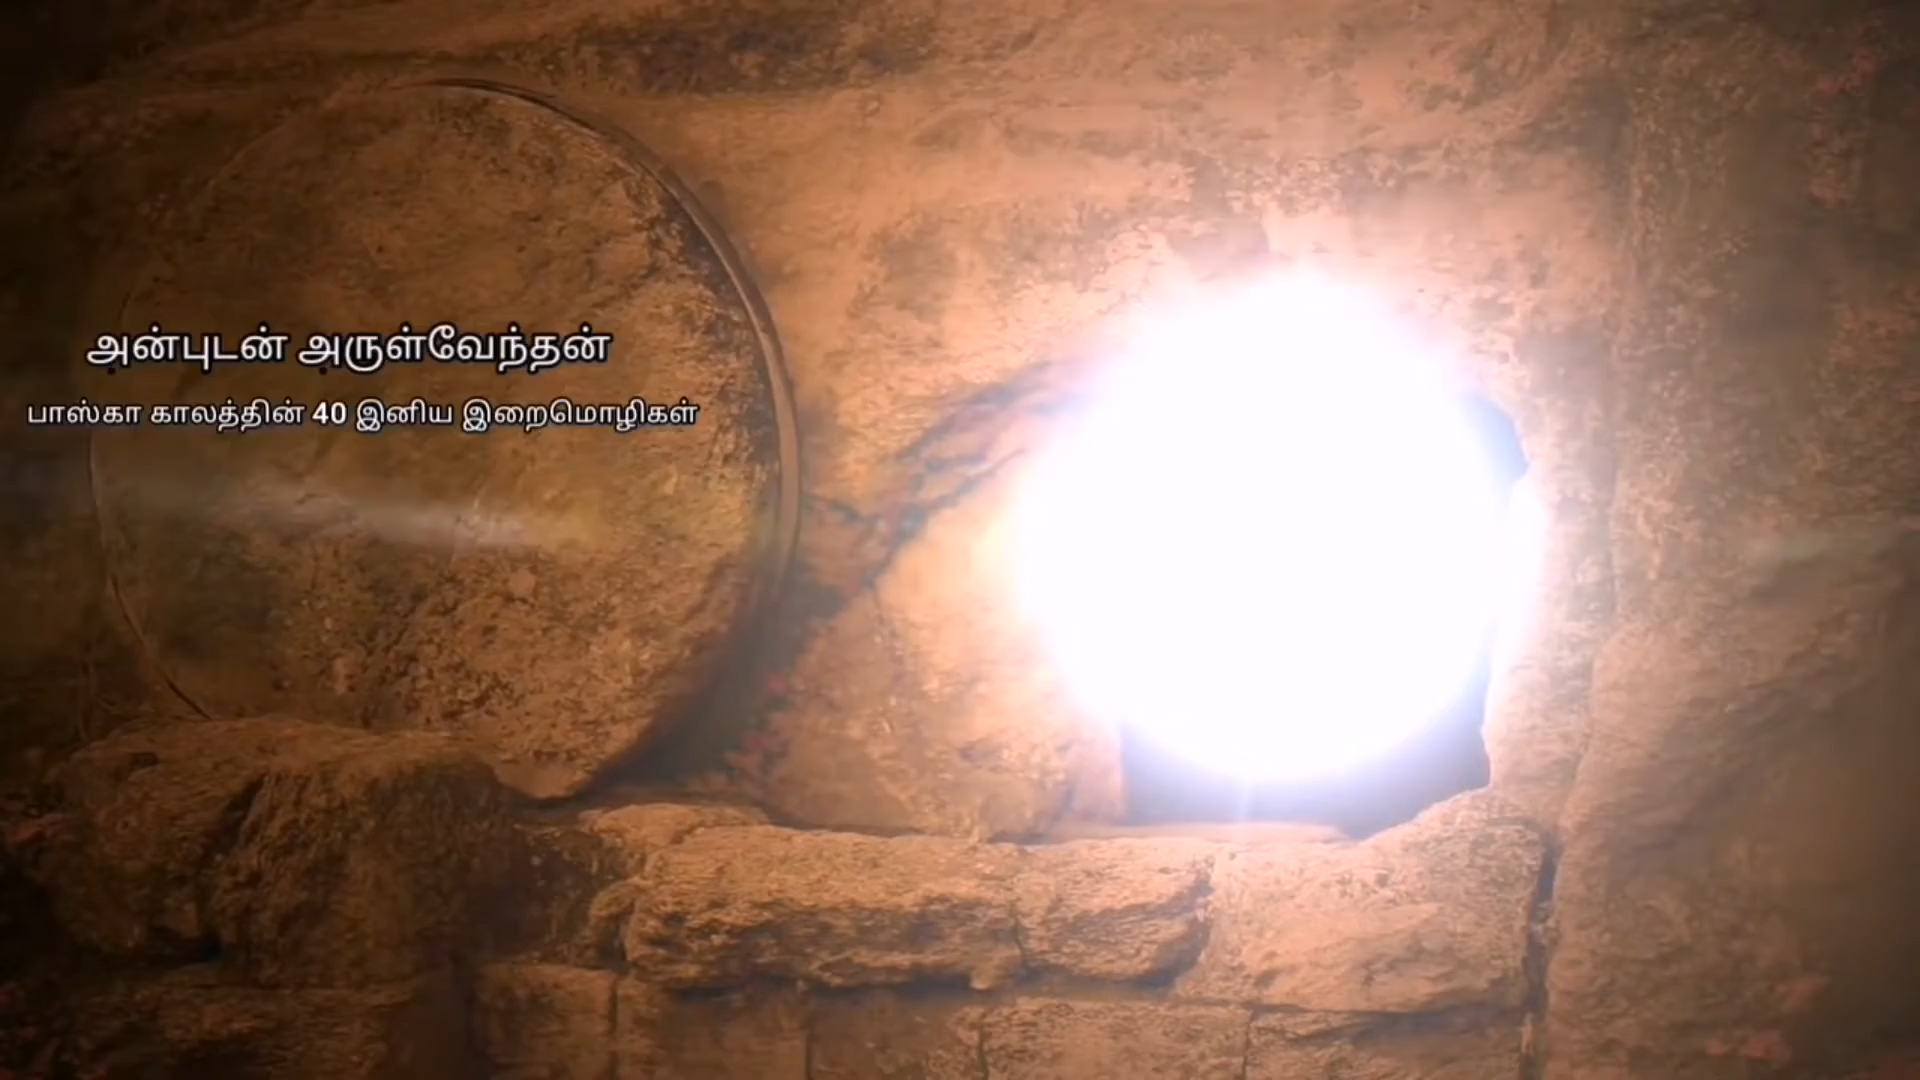 அன்புடன் அருள்வேந்தன்
பாஸ்கா காலத்தின் 40 இனிய இறைமொழிகள்